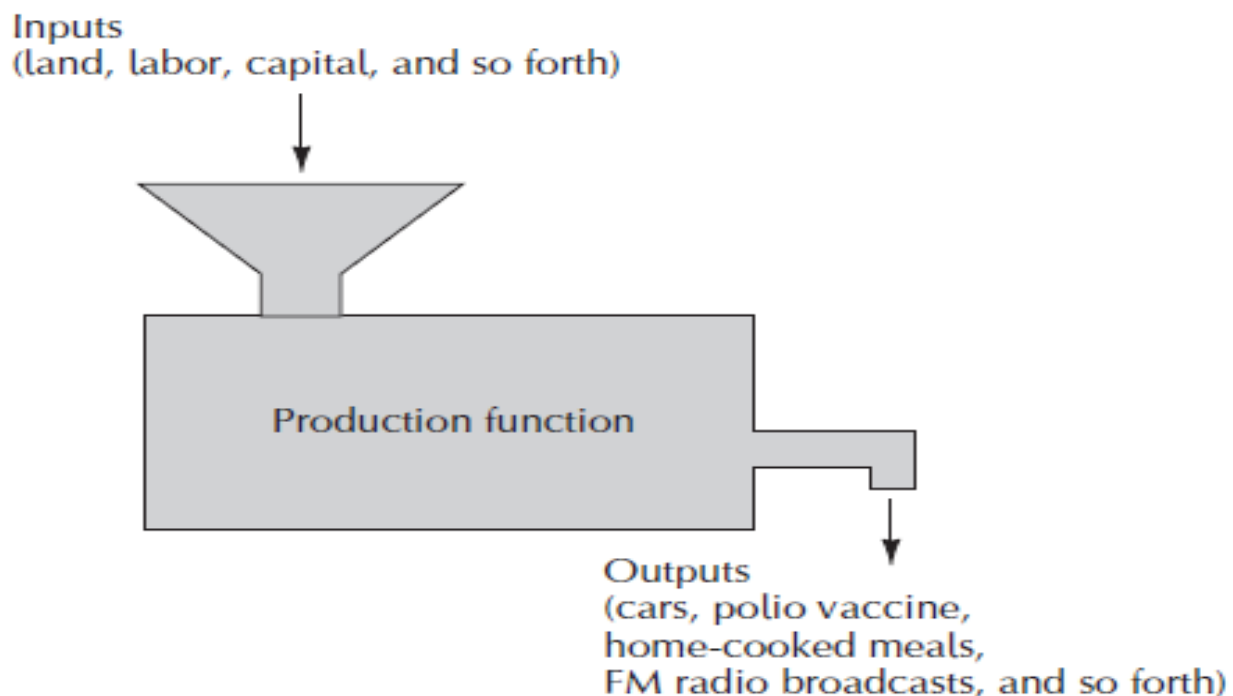 Inputs
(land, labor, capital, and so forth)
Production function
Outputs
(cars, polio vaccine,
home-cooked meals,
FM radio broadcasts, and so forth)